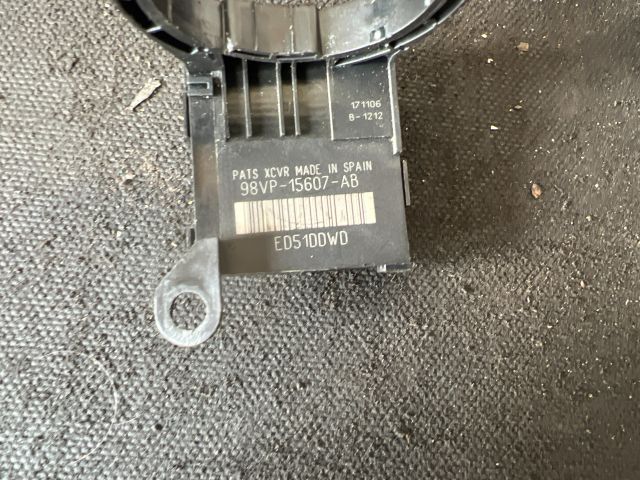 171106
B-1212
PATS XCVR MADE IN SPAIN
98VP-15607-AB
ED51DDWD